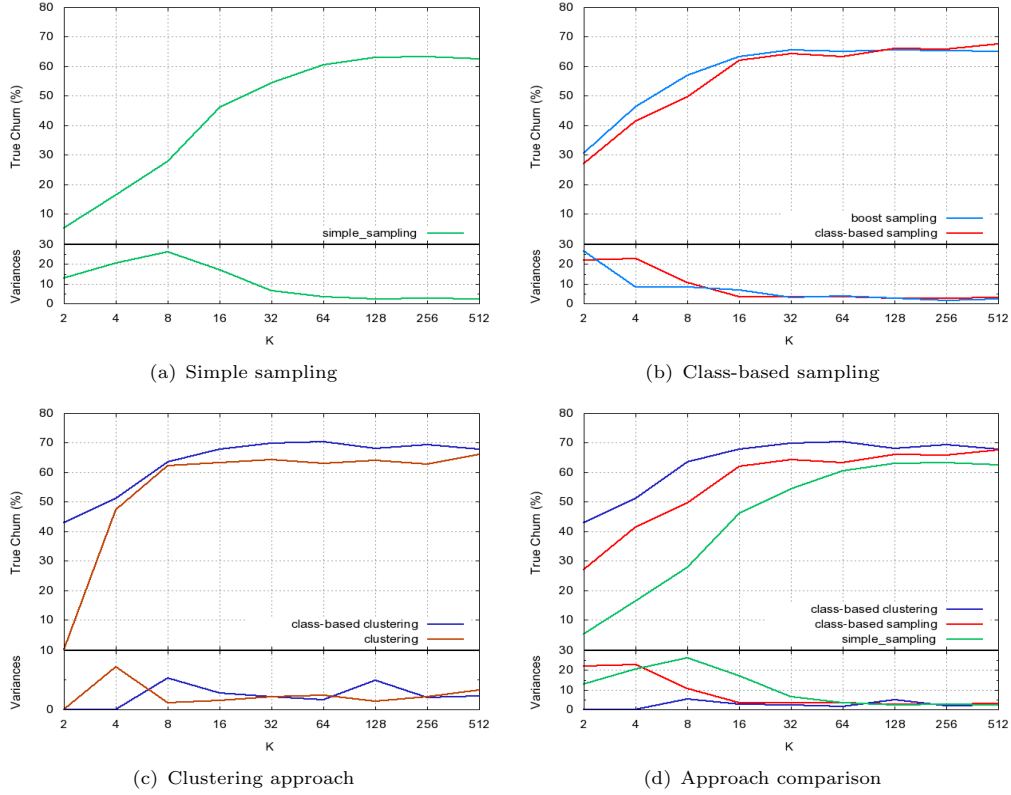 80
70
60
50
40
30
20
10
True Churn (%)
simple_sampling
30
20
10
0
Variances
2 4 8 16 32 64 128 256 512
K
(a) Simple sampling
80
70
60
50
40
30
20
10
True Churn (%)
boost sampling
class-based sampling
30
20
10
0
Variances
2 4 8 16 32 64 128 256 512
K
(b) Class-based sampling
80
70
60
50
40
30
20
10
True Churn (%)
class-based clustering
clustering
10
0
Variances
2 4 8 16 32 64 128 256 512
K
(c) Clustering approach
80
70
60
50
40
30
20
10
True Churn (%)
class-based clustering
class-based sampling
simple_sampling
30
20
10
0
Variances
2 4 8 16 32 64 128 256 512
K
(d) Approach comparison